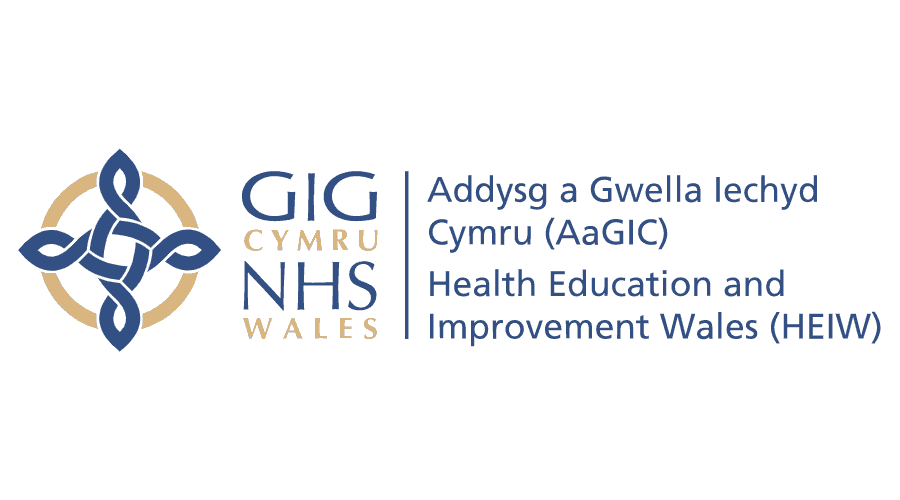 GIG
CYMRU
NHS
WALES
Addysg a Gwella Iechyd
Cymru (AaGIC)
Health Education and
Improvement Wales (HEIW)